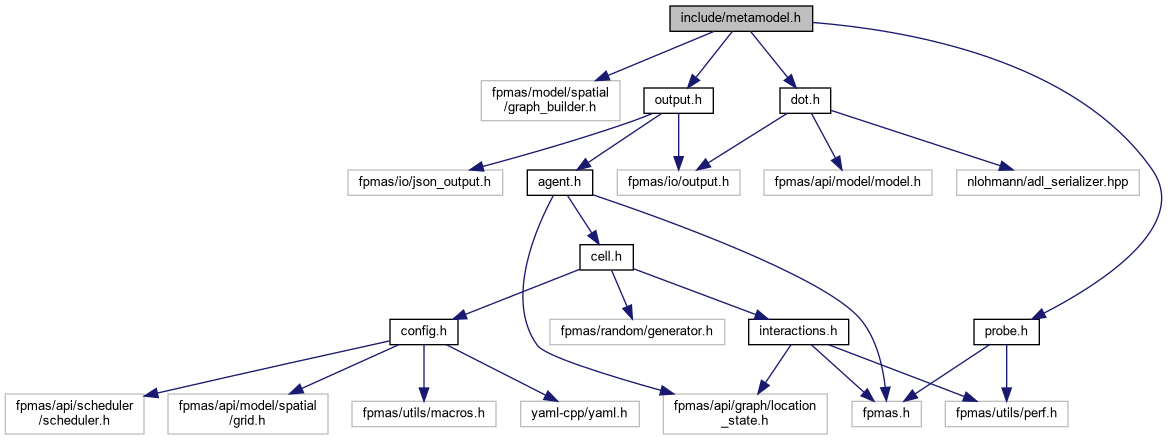 include/metamodel.h
fpmas/model/spatial
/graph_builder.h
output.h
dot.h
fpmas/io/json_output.h
agent.h
fpmas/io/output.h
fpmas/api/model/model.h
nlohmann/adl_serializer.hpp
cell.h
config.h
fpmas/random/generator.h
interactions.h
probe.h
fpmas/api/scheduler
/scheduler.h
fpmas/api/model/spatial
/grid.h
fpmas/utils/macros.h
yaml-cpp/yaml.h
fpmas/api/graph/location
_state.h
fpmas.h
fpmas/utils/perf.h